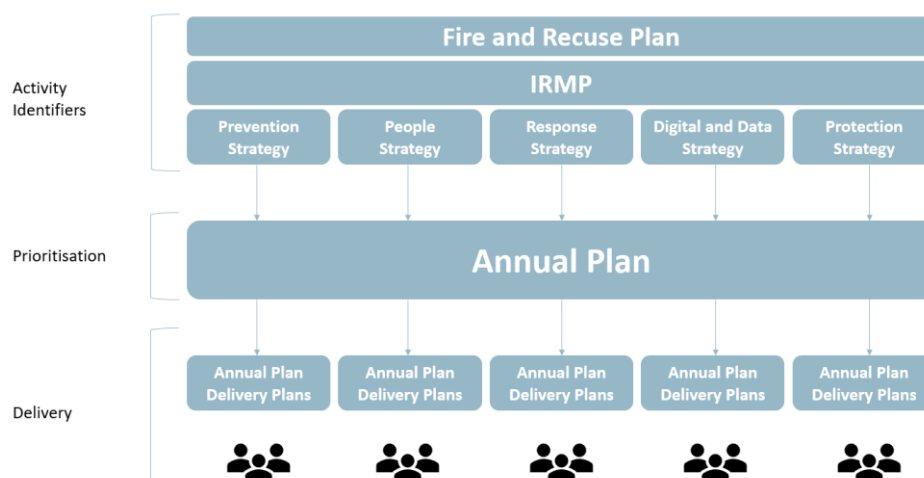 Fire and Recuse Plan
Activity
Identifiers
IRMP
Prevention
Strategy
People
Strategy
Response
Strategy
Digital and Data
Strategy
Protection
Strategy
Prioritisation
Annual Plan
Delivery
Annual Plan
Delivery Plans
Annual Plan
Delivery Plans
Annual Plan
Delivery Plans
Annual Plan
Delivery Plans
Annual Plan
Delivery Plans